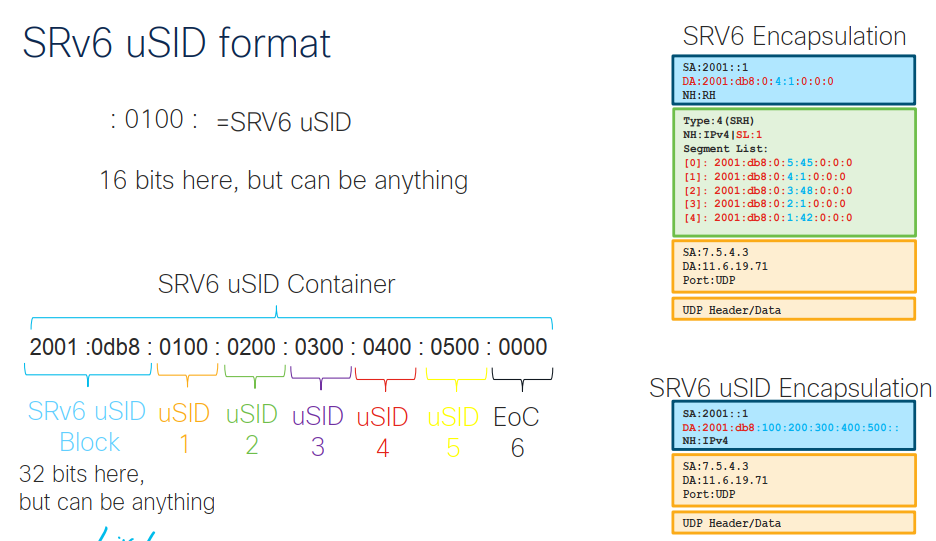 SRv6 uSID format
: 0100 : =SRV6 uSID
16 bits here, but can be anything
SRV6 uSID Container
2001 :0db8 : 0100 : 0200 : 0300 : 0400 : 0500 : 0000
SRv6 uSID Block
uSID 1
uSID 2
uSID 3
uSID 4
uSID 5
EoC 6
32 bits here,
but can be anything
SRV6 Encapsulation
SA:2001::1
DA:2001:db8:0:4:1:0:0:0
NH:RH
Type:4(SRH)
NH:IPv4|SL:1
Segment List:
[0]: 2001:db8:0:5:45:0:0:0
[1]: 2001:db8:0:4:1:0:0:0
[2]: 2001:db8:0:3:48:0:0:0
[3]: 2001:db8:0:2:1:0:0:0
[4]: 2001:db8:0:1:42:0:0:0
SA:7.5.4.3
DA:11.6.19.71
Port:UDP
UDP Header/Data
SRV6 uSID Encapsulation
SA:2001::1
DA:2001:db8:100:200:300:400:500::
NH:IPv4
SA:7.5.4.3
DA:11.6.19.71
Port:UDP
UDP Header/Data